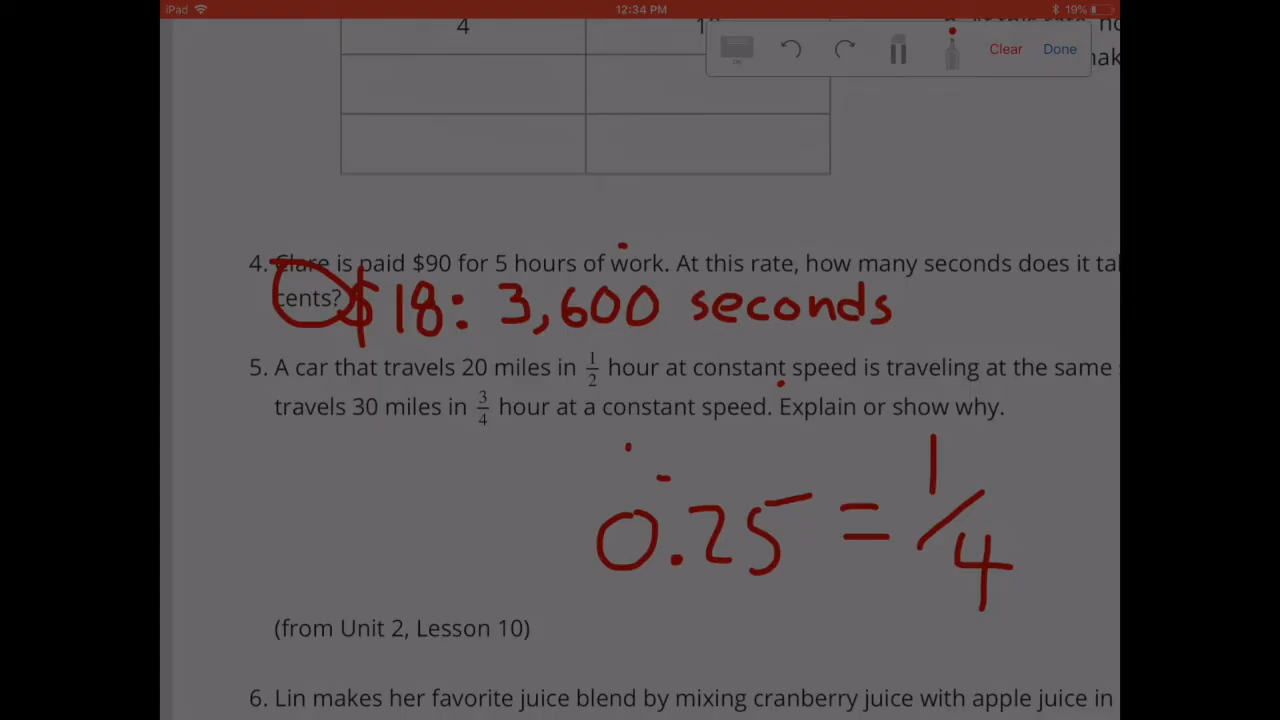 iPad 12:34 PM 19%
4
Clear Done
4. Clare is paid $90 for 5 hours of work. At this rate, how many seconds does it
cents?
$18: 3,600 seconds
5. A car that travels 20 miles in 1/2 hour at constant speed is traveling at the same
travels 30 miles in 3/4 hour at a constant speed. Explain or show why.
0.25 = 1/4
(from Unit 2, Lesson 10)
6. Lin makes her favorite juice blend by mixing cranberry juice with apple juice in